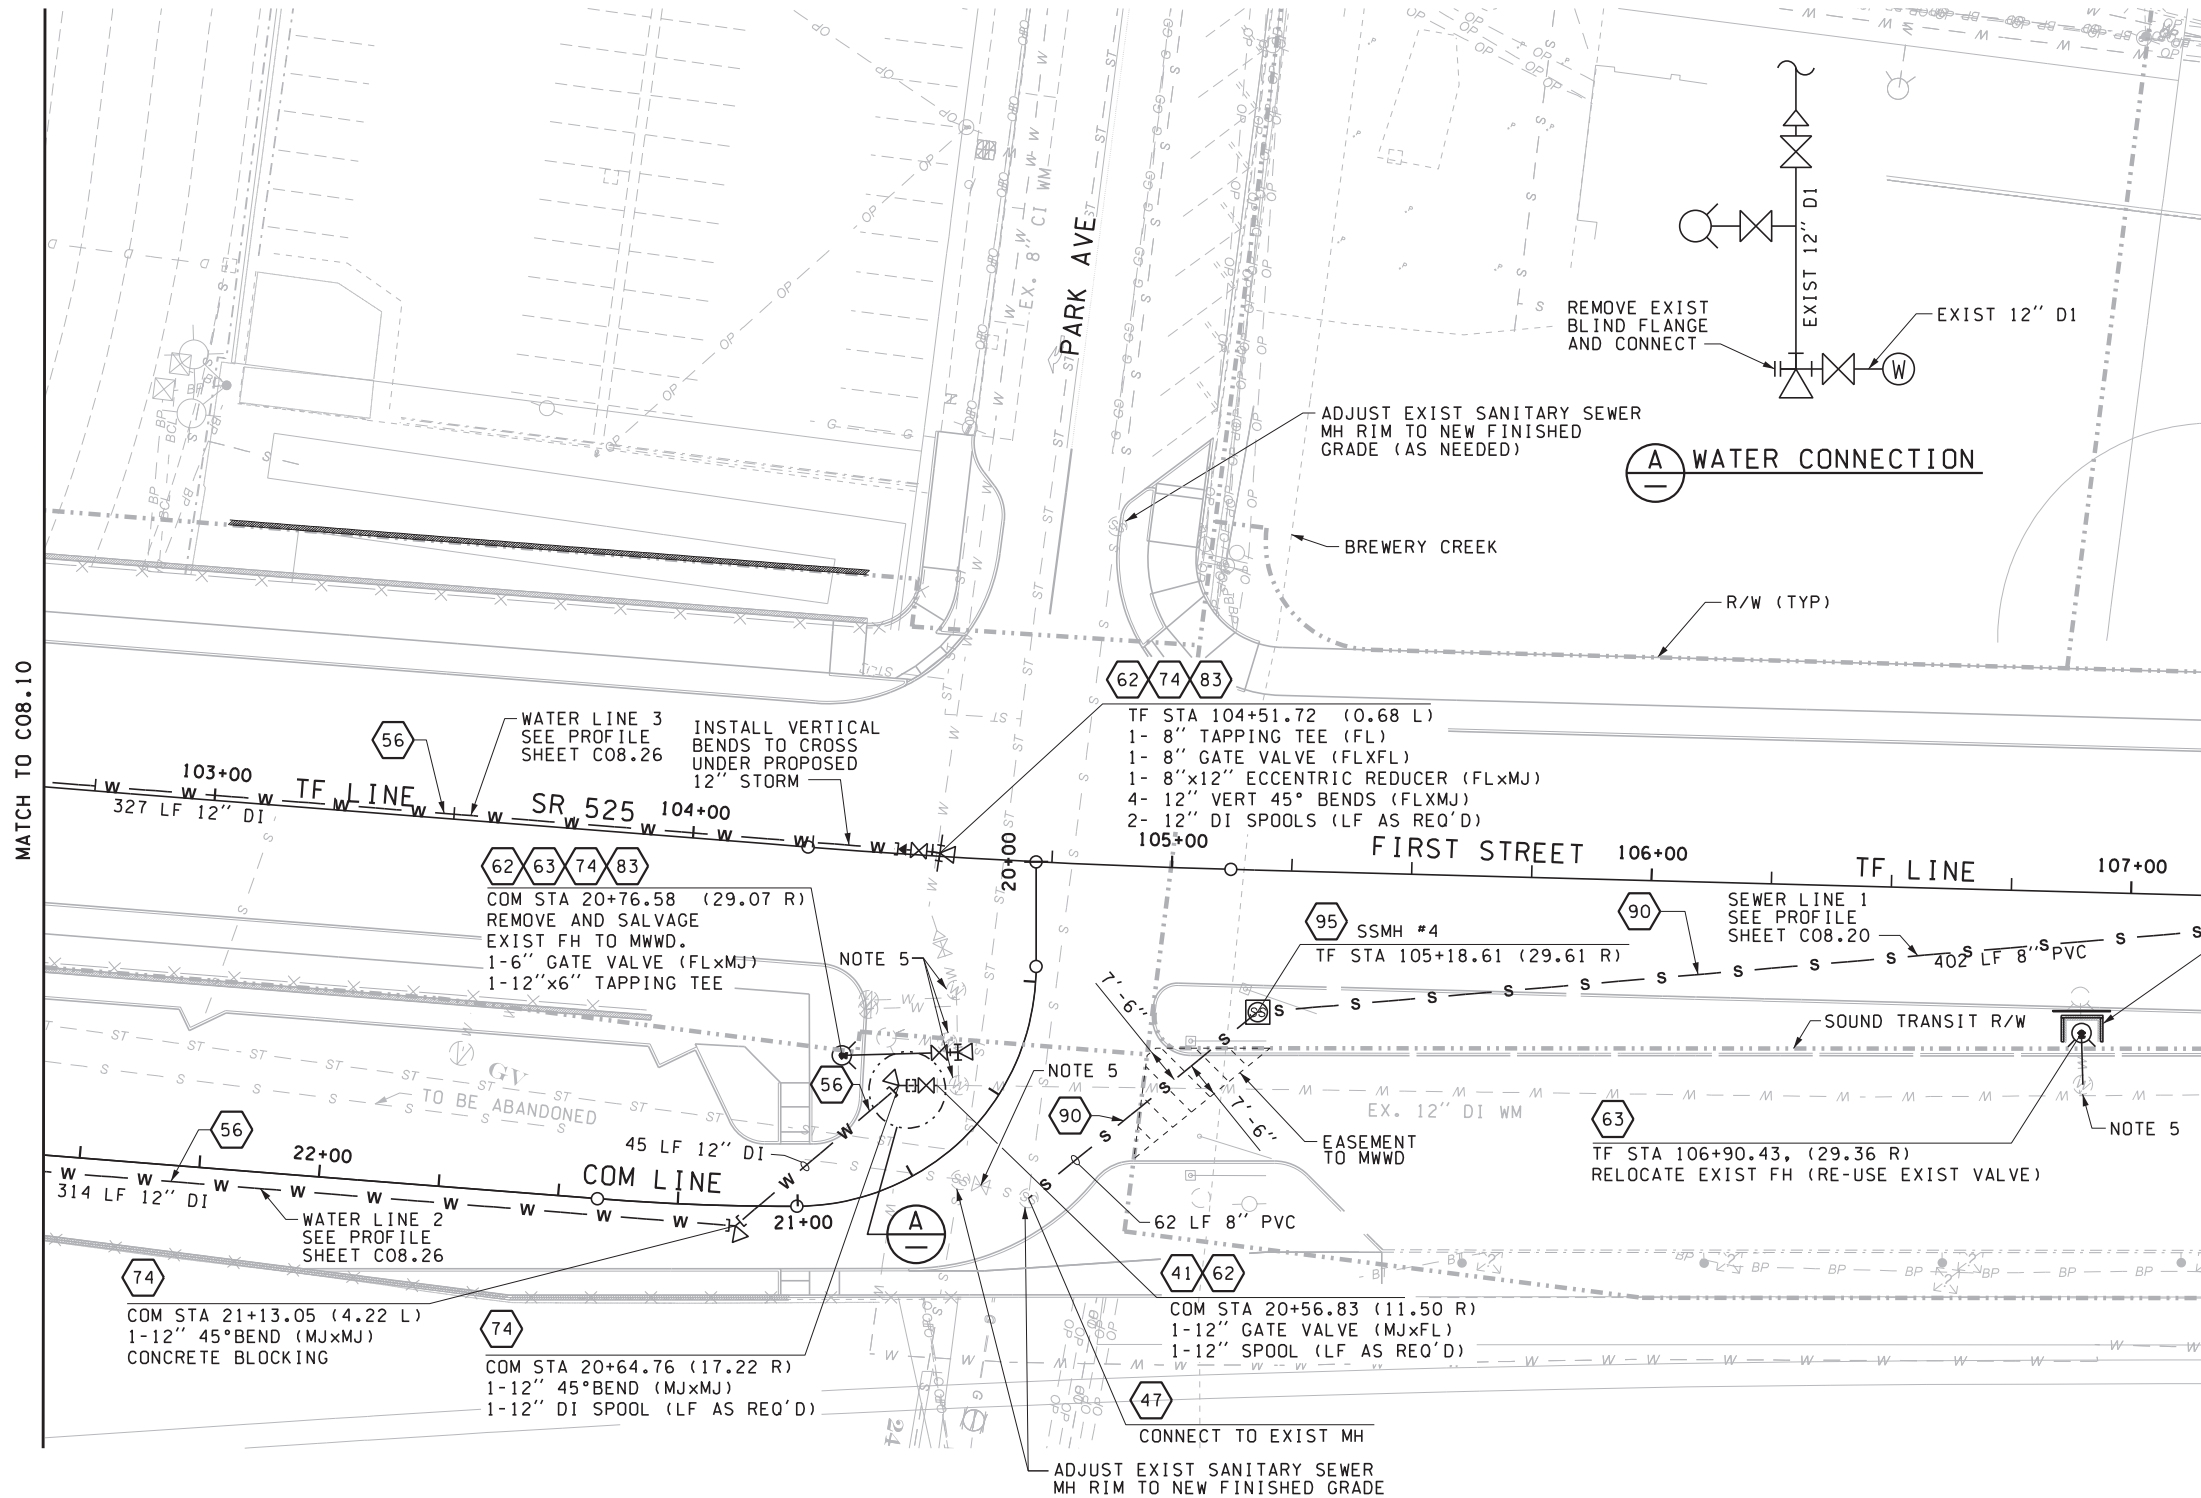 MATCH TO C08.10
PARK AVE
EX. 8" CI WM
EXIST 12" D1
REMOVE EXIST
BLIND FLANGE
AND CONNECT
EXIST 12" D1
W
A WATER CONNECTION
ADJUST EXIST SANITARY SEWER
MH RIM TO NEW FINISHED
GRADE (AS NEEDED)
BREWERY CREEK
R/W (TYP)
62 74 83
TF STA 104+51.72 (0.68 L)
1- 8" TAPPING TEE (FL)
1- 8" GATE VALVE (FLXFL)
1- 8"x12" ECCENTRIC REDUCER (FLxMJ)
4- 12" VERT 45° BENDS (FLXMJ)
2- 12" DI SPOOLS (LF AS REQ'D)
56
WATER LINE 3
SEE PROFILE
SHEET C08.26
INSTALL VERTICAL
BENDS TO CROSS
UNDER PROPOSED
12" STORM
103+00
TF LINE
327 LF 12" DI
SR 525
104+00
20+00
105+00
FIRST STREET
106+00
TF LINE
107+00
62 63 74 83
COM STA 20+76.58 (29.07 R)
REMOVE AND SALVAGE
EXIST FH TO MWWD.
1-6" GATE VALVE (FLxMJ)
1-12"x6" TAPPING TEE
NOTE 5
95 SSMH #4
TF STA 105+18.61 (29.61 R)
90
SEWER LINE 1
SEE PROFILE
SHEET C08.20
402 LF 8" PVC
7'-6"
SS
SOUND TRANSIT R/W
NOTE 5
56
90
7'-6"
EX. 12" DI WM
EASEMENT
TO MWWD
63
TF STA 106+90.43, (29.36 R)
RELOCATE EXIST FH (RE-USE EXIST VALVE)
NOTE 5
GV
TO BE ABANDONED
56
45 LF 12" DI
22+00
COM LINE
314 LF 12" DI
WATER LINE 2
SEE PROFILE
SHEET C08.26
21+00
A
62 LF 8" PVC
74
COM STA 21+13.05 (4.22 L)
1-12" 45°BEND (MJxMJ)
CONCRETE BLOCKING
74
COM STA 20+64.76 (17.22 R)
1-12" 45°BEND (MJxMJ)
1-12" DI SPOOL (LF AS REQ'D)
41 62
COM STA 20+56.83 (11.50 R)
1-12" GATE VALVE (MJxFL)
1-12" SPOOL (LF AS REQ'D)
47
CONNECT TO EXIST MH
24
ADJUST EXIST SANITARY SEWER
MH RIM TO NEW FINISHED GRADE